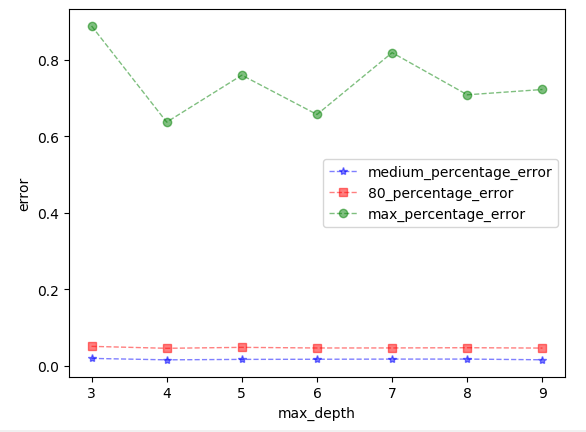 0.8
0.6
0.4
0.2
0.0
error
medium_percentage_error
80_percentage_error
max_percentage_error
3 4 5 6 7 8 9
max_depth